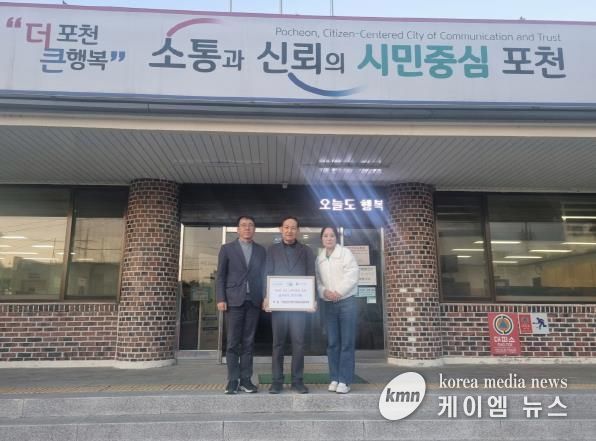 Pocheon, Citizen-Centered City of Communication and Trust
"더 포천
큰행복"
소통과 신뢰의 시민중심 포천
오늘도 행복
대피소
kmn
korea media news
케이엠 뉴스